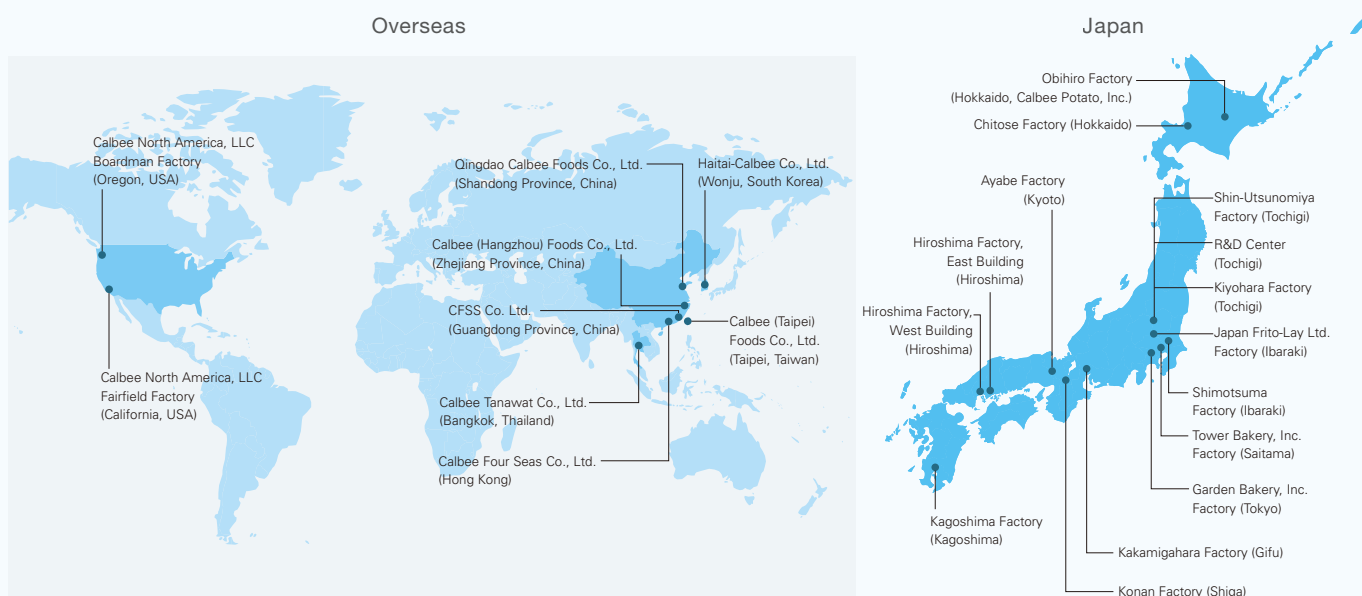 Overseas
Japan
Calbee North America, LLC
Boardman Factory
(Oregon, USA)
Calbee North America, LLC
Fairfield Factory
(California, USA)
Qingdao Calbee Foods Co., Ltd.
(Shandong Province, China)
Haitai-Calbee Co., Ltd.
(Wonju, South Korea)
Calbee (Hangzhou) Foods Co., Ltd.
(Zhejiang Province, China)
CFSS Co. Ltd.
(Guangdong Province, China)
Calbee (Taipei)
Foods Co., Ltd.
(Taipei, Taiwan)
Calbee Tanawat Co., Ltd.
(Bangkok, Thailand)
Calbee Four Seas Co., Ltd.
(Hong Kong)
Obihiro Factory
(Hokkaido, Calbee Potato, Inc.)
Chitose Factory (Hokkaido)
Ayabe Factory
(Kyoto)
Hiroshima Factory,
East Building
(Hiroshima)
Hiroshima Factory,
West Building
(Hiroshima)
Shin-Utsunomiya
Factory (Tochigi)
R&D Center
(Tochigi)
Kiyohara Factory
(Tochigi)
Japan Frito-Lay Ltd.
Factory (Ibaraki)
Shimotsuma
Factory (Ibaraki)
Tower Bakery, Inc.
Factory (Saitama)
Garden Bakery, Inc.
Factory (Tokyo)
Kagoshima Factory
(Kagoshima)
Kakamigahara Factory (Gifu)
Konan Factory (Shiga)